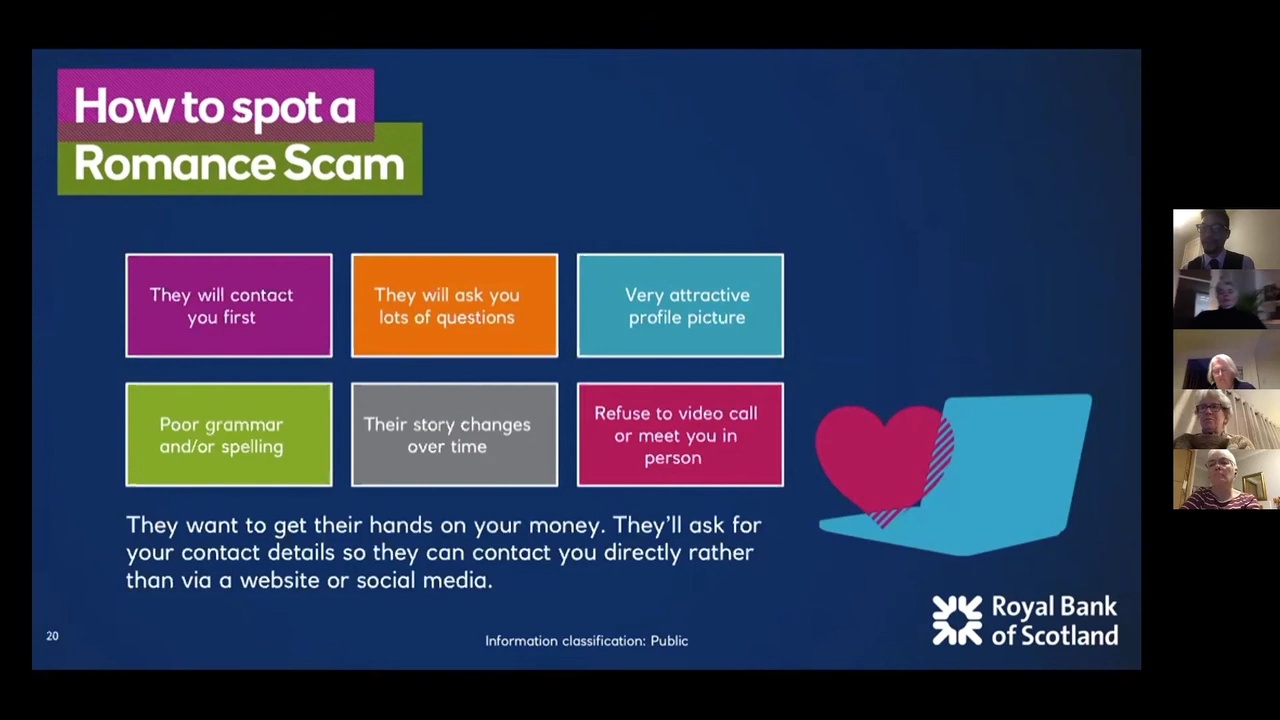 How to spot a
Romance Scam
They will contact
you first
They will ask you
lots of questions
Very attractive
profile picture
Poor grammar
and/or spelling
Their story changes
over time
Refuse to video call
or meet you in
person
They want to get their hands on your money. They’ll ask for
your contact details so they can contact you directly rather
than via a website or social media.
20
Information classification: Public
Royal Bank
of Scotland